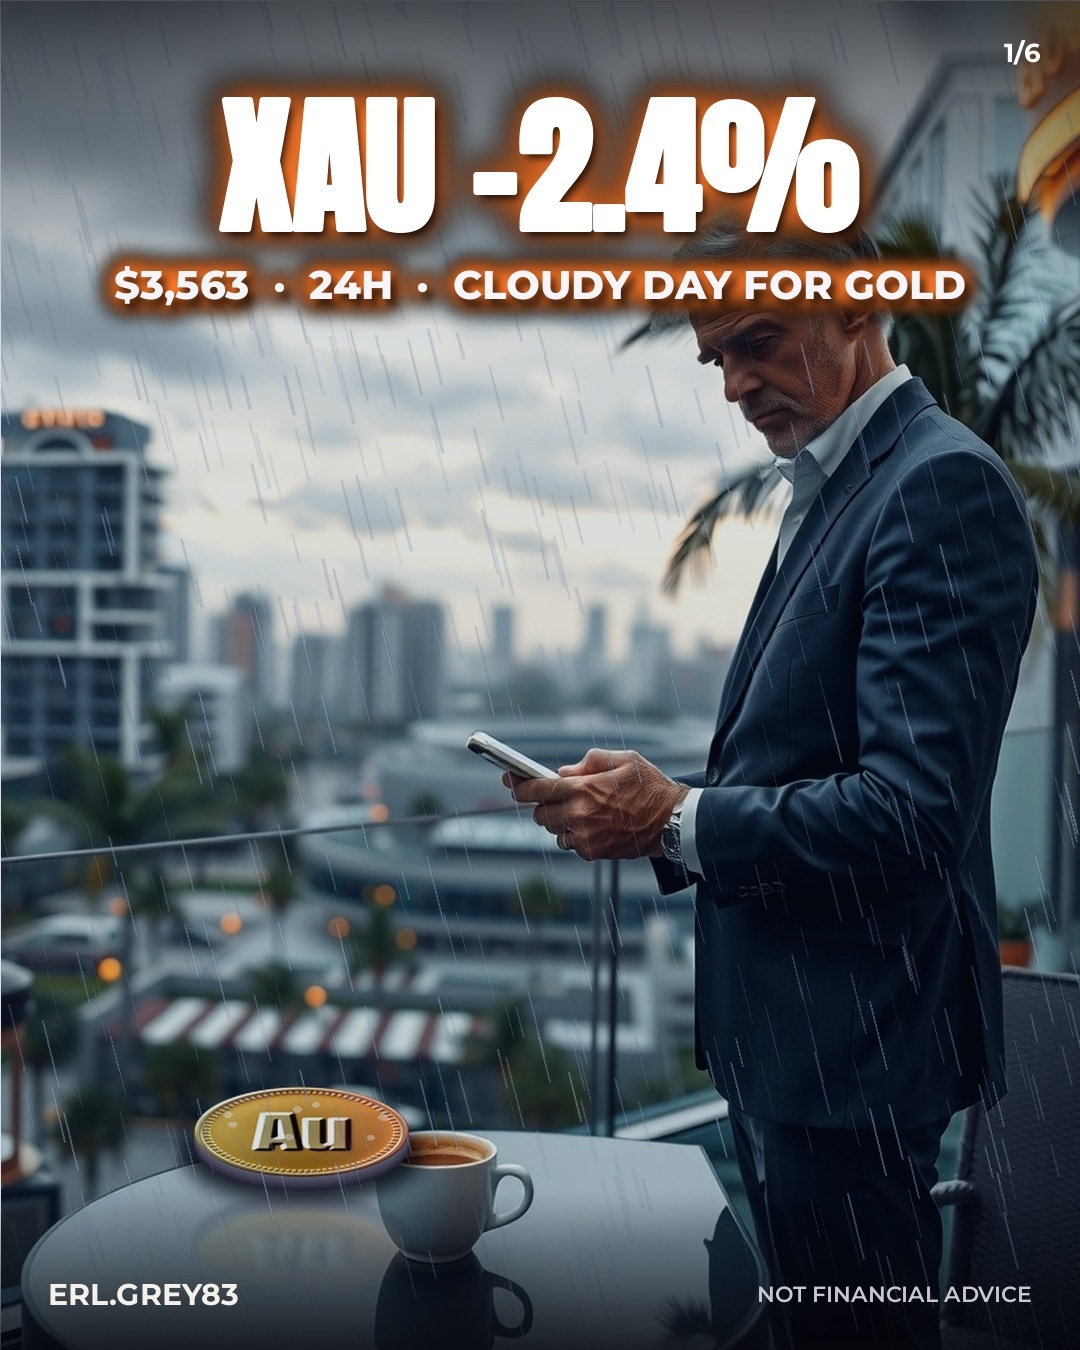 1/6
XAU -2.4%
$3,563 • 24H • CLOUDY DAY FOR GOLD
Au
ERL.GREY83
NOT FINANCIAL ADVICE